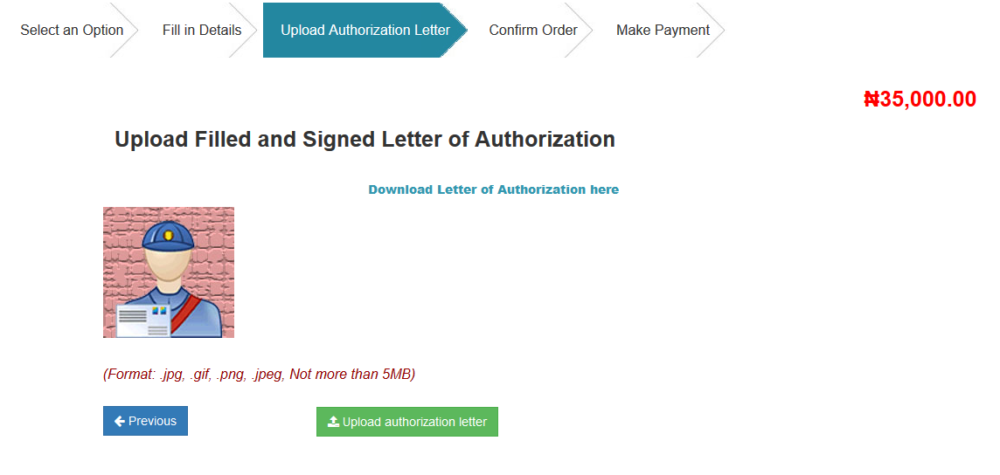 Select an Option Fill in Details Upload Authorization Letter Confirm Order Make Payment
₦35,000.00
Upload Filled and Signed Letter of Authorization
Download Letter of Authorization here
(Format: .jpg, .gif, .png, .jpeg, Not more than 5MB)
Previous Upload authorization letter